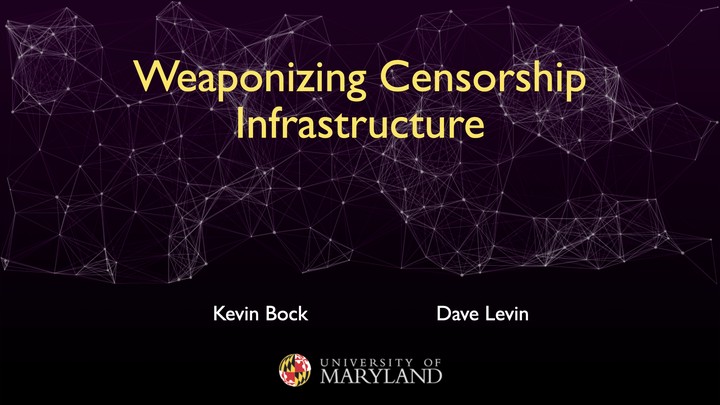 Weaponizing Censorship
Infrastructure
Kevin Bock
Dave Levin
UNIVERSITY OF
MARYLAND